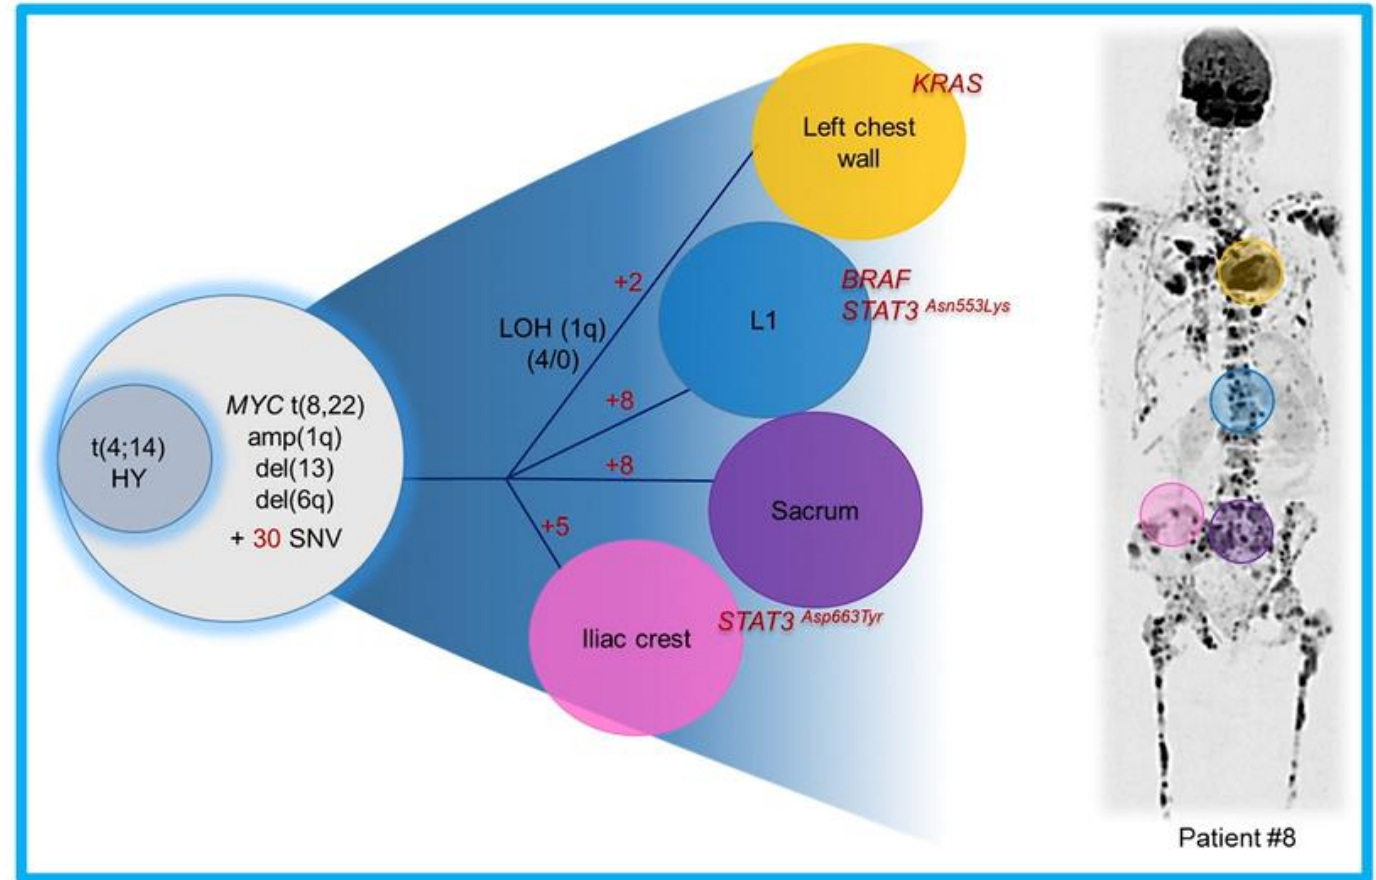 t(4;14)
HY
MYC t(8,22)
amp(1q)
del(13)
del(6q)
+ 30 SNV
LOH (1q)
(4/0)
+2
+8
+8
+5
KRAS
Left chest
wall
BRAF
STAT3 Asn553Lys
L1
Sacrum
STAT3 Asp663Tyr
Iliac crest
Patient #8